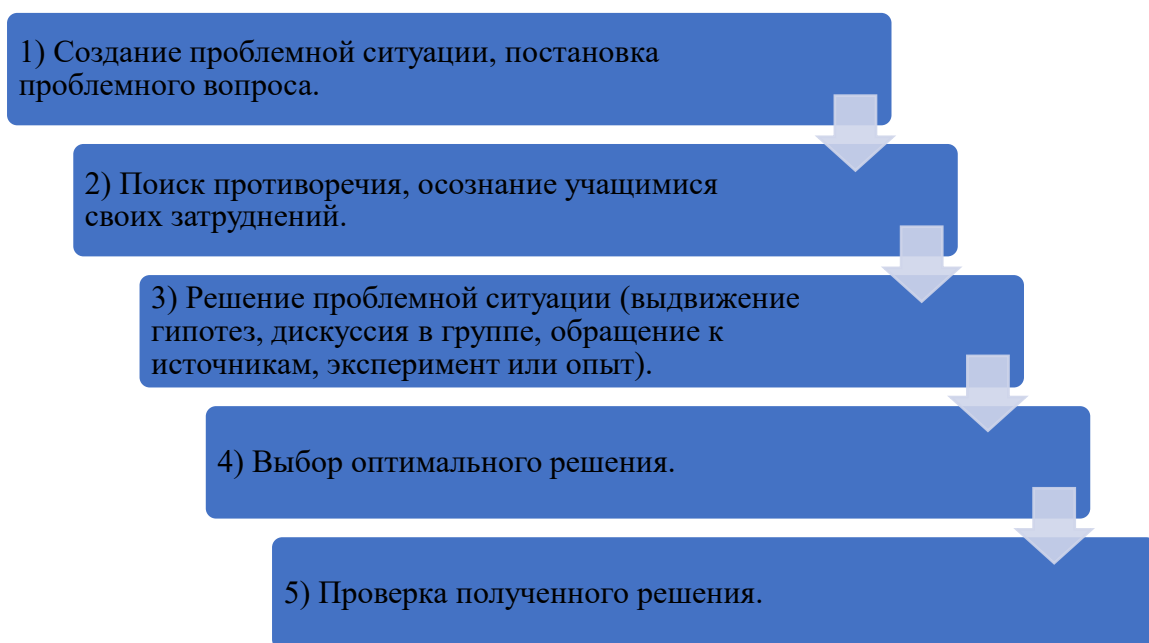 1) Создание проблемной ситуации, постановка
проблемного вопроса.
2) Поиск противоречия, осознание учащимися
своих затруднений.
3) Решение проблемной ситуации (выдвижение
гипотез, дискуссия в группе, обращение к
источникам, эксперимент или опыт).
4) Выбор оптимального решения.
5) Проверка полученного решения.